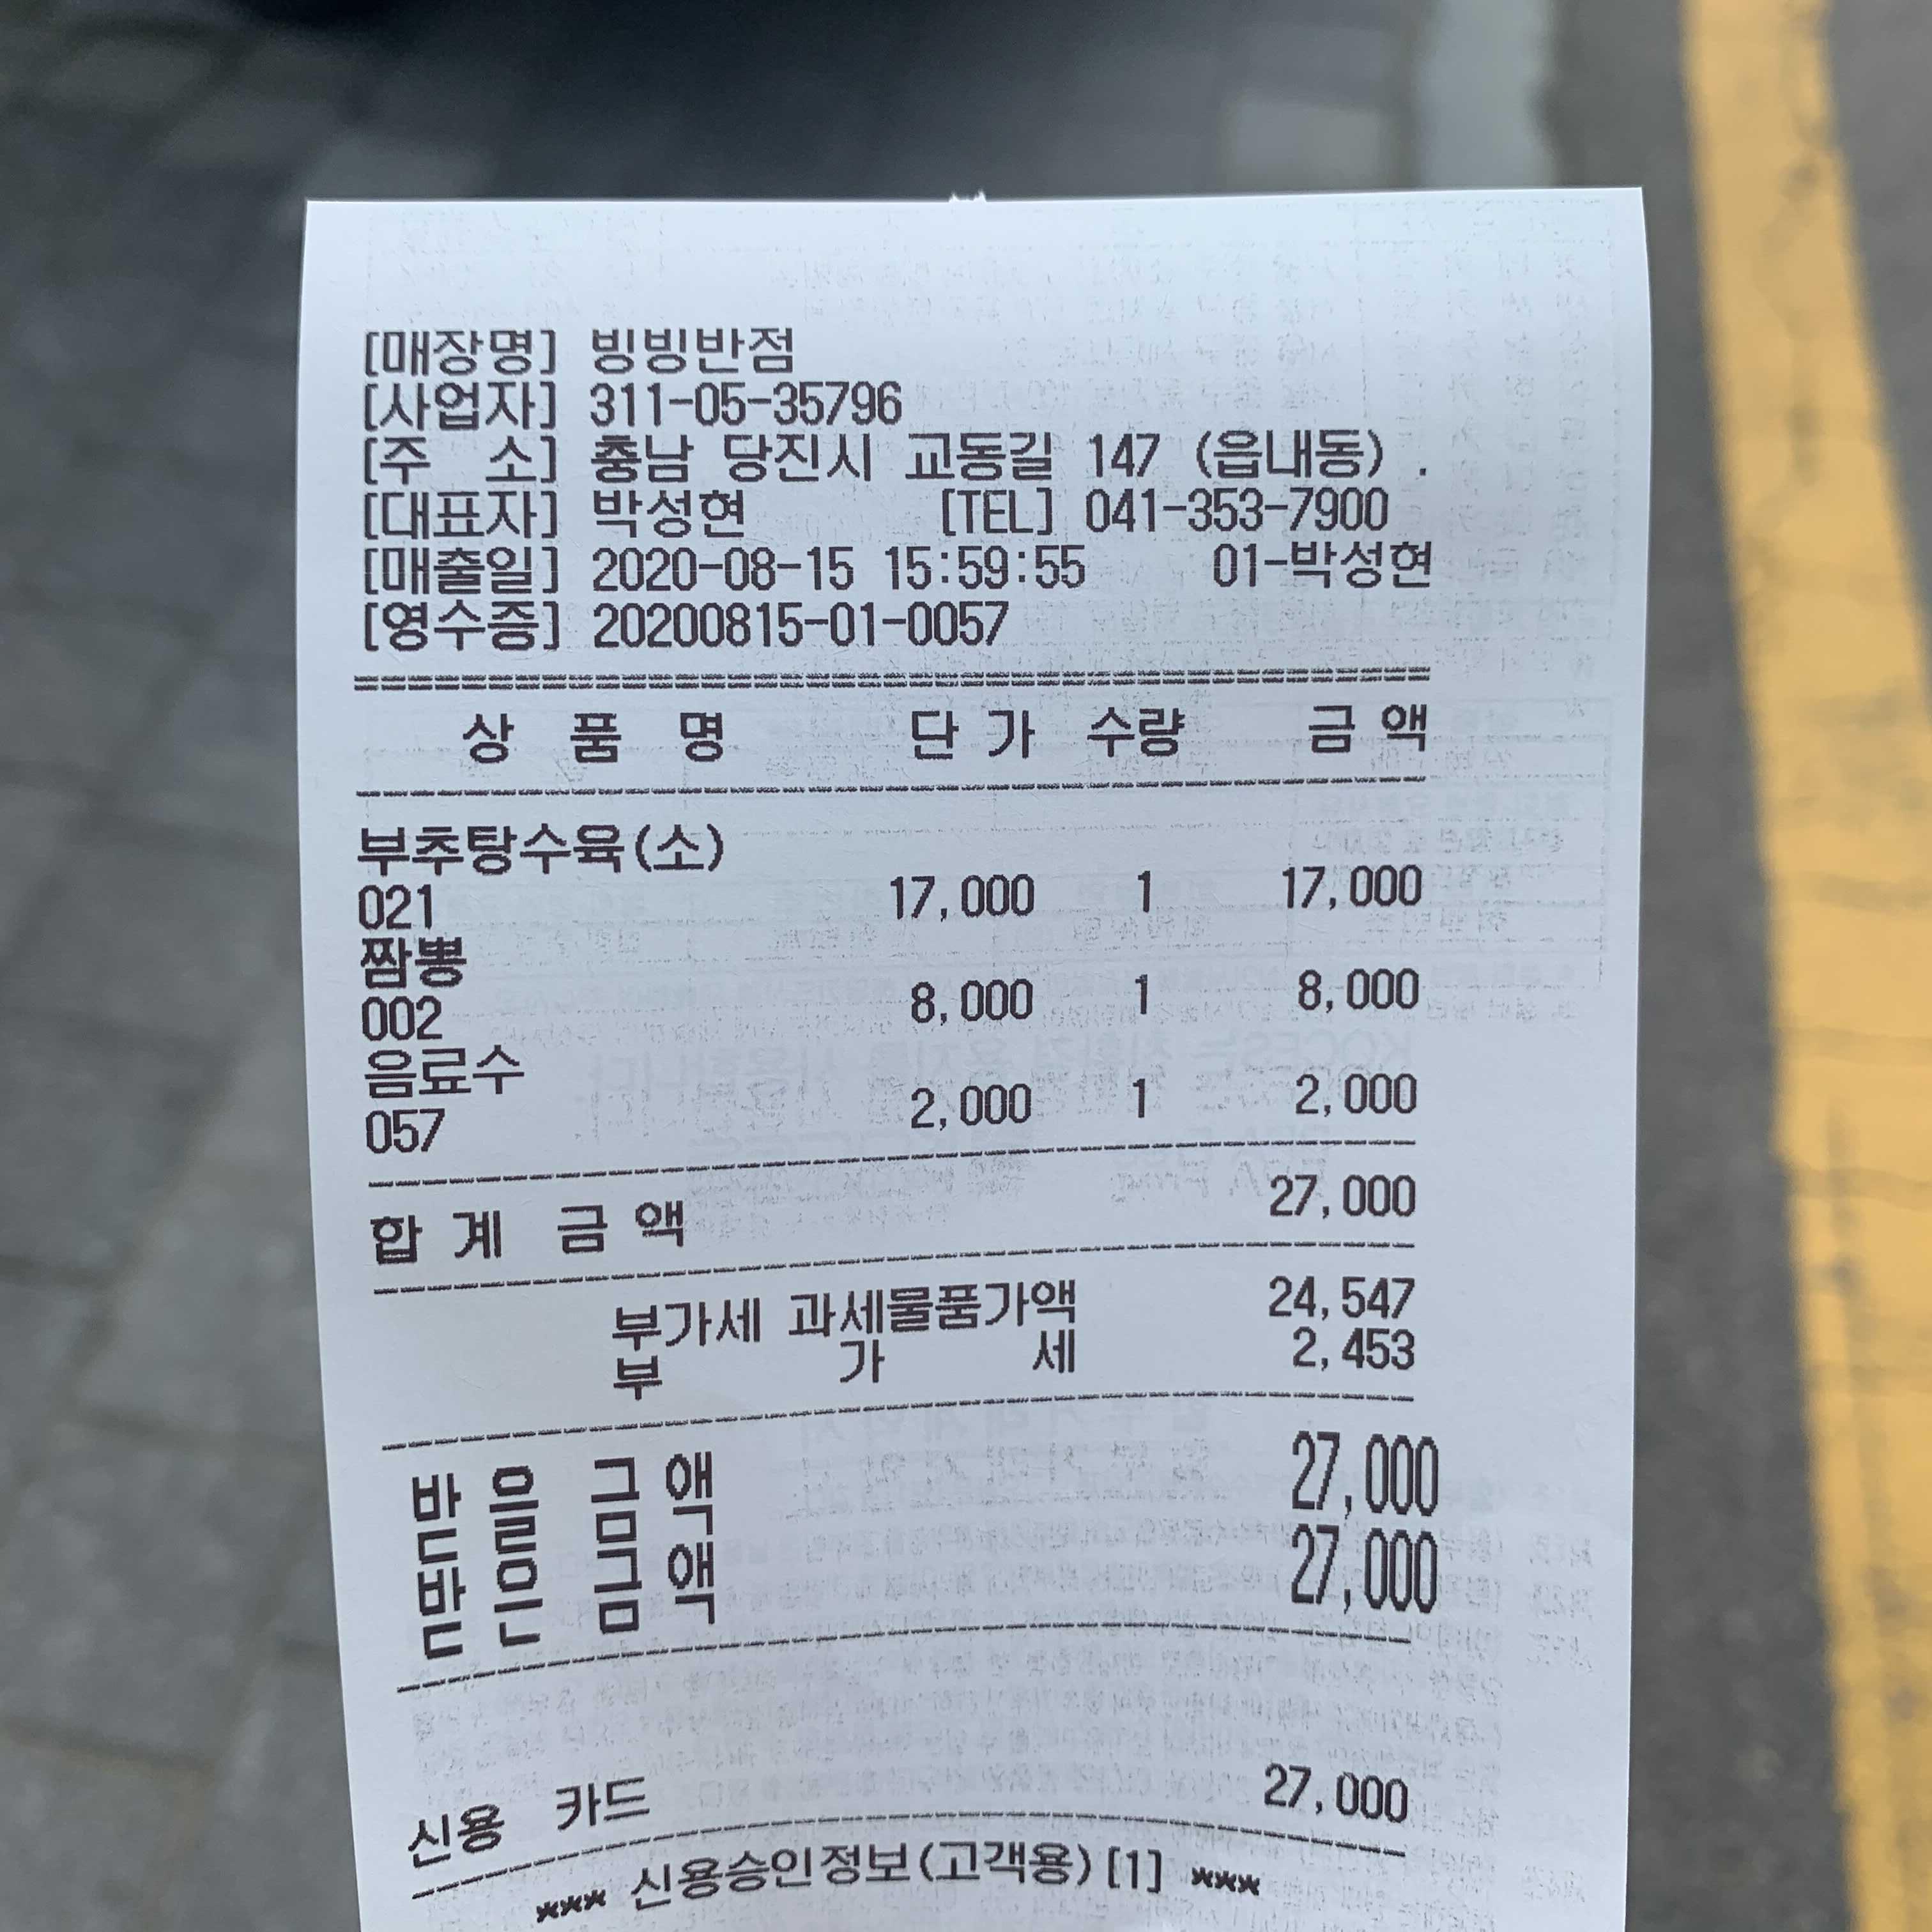 [매장명] 빙빙반점
[사업자] 311-05-35796
[주 소] 충남 당진시 교동길 147 (읍내동) .
[대표자] 박성현 [TEL] 041-353-7900
[매출일] 2020-08-15 15:59:55 01-박성현
[영수증] 20200815-01-0057
상 품 명 단 가 수량 금 액
부추탕수육(소)
021 17,000 1 17,000
짬뽕
002 8,000 1 8,000
음료수
057 2,000 1 2,000
합 계 금 액 27,000
부가세 과세물품가액 24,547
부 가 세 2,453
받 을 금 액 27,000
받 은 금 액 27,000
신용 카드 27,000
*** 신용승인정보(고객용)[1] ***